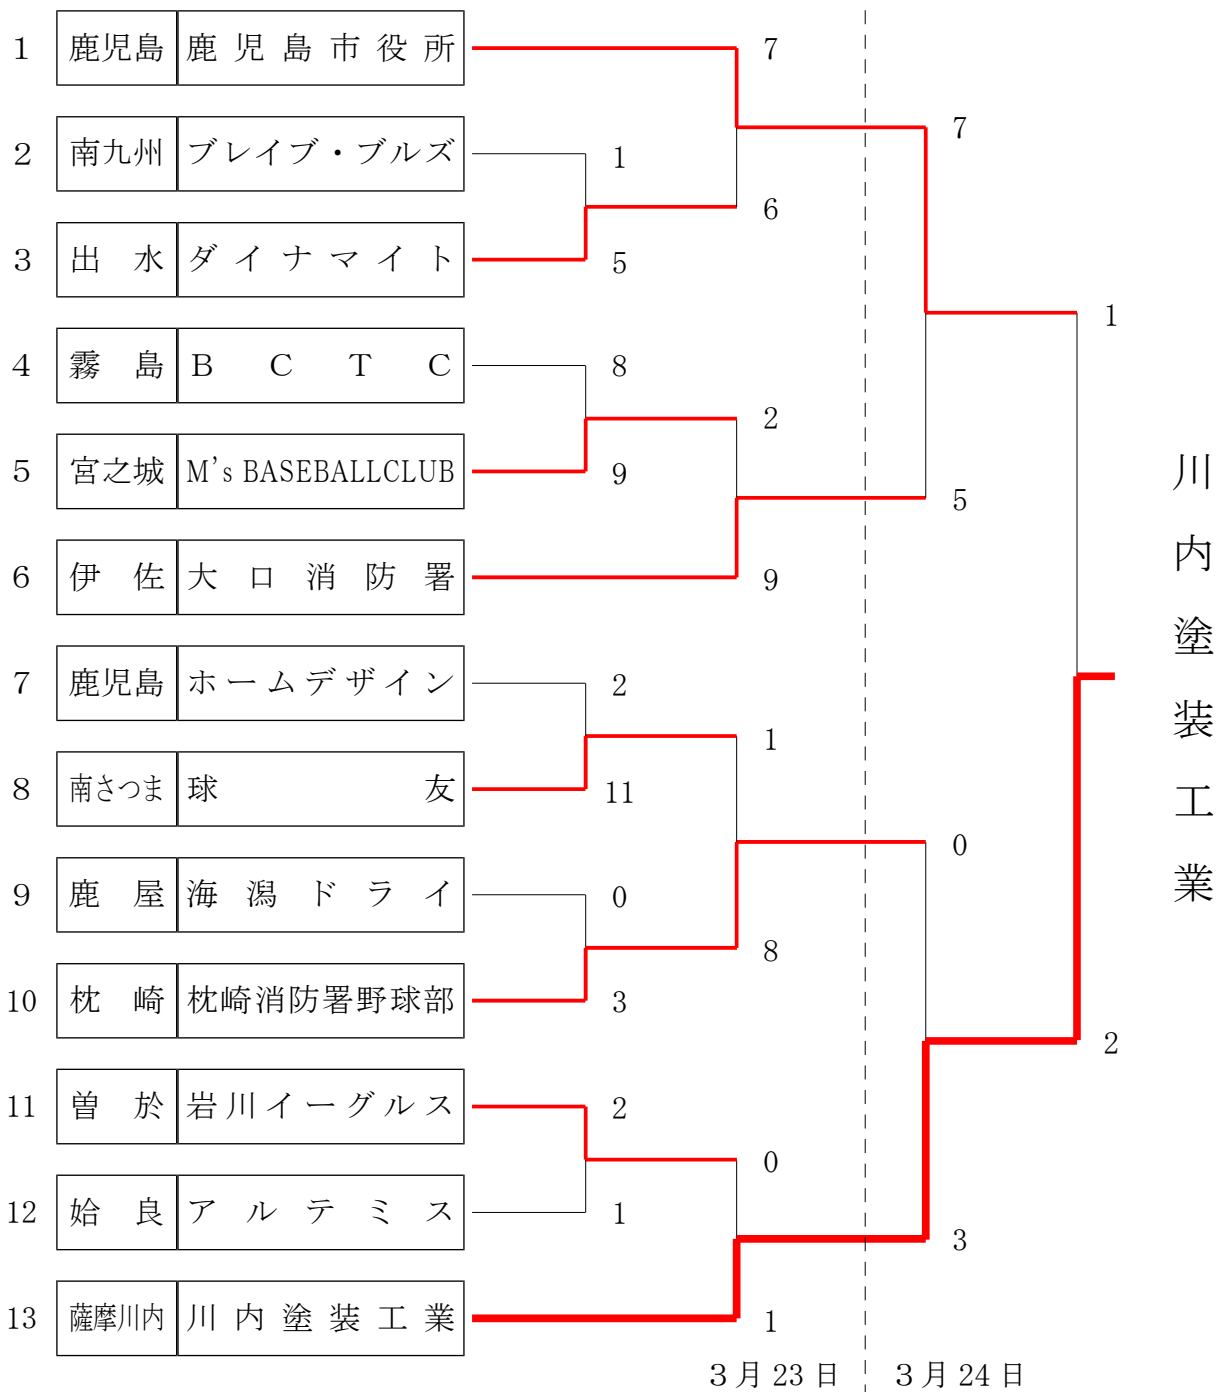 1 鹿児島 鹿児島市役所 7
7
2 南九州 ブレイブ・ブルズ 1
6
3 出水 ダイナマイト 5
1
4 霧島 BCTC 8
2
5 宮之城 M's BASEBALLCLUB 9
5
6 伊佐 大口消防署 9
7 鹿児島 ホームデザイン 2
1
8 南さつま 球友 11
0
9 鹿屋 海潟ドライ 0
8
10 枕崎 枕崎消防署野球部 3
2
11 曽於 岩川イーグルス 2
0
12 姶良 アルテミス 1
3
13 薩摩川内 川内塗装工業 1
3月23日 3月24日
川内塗装工業